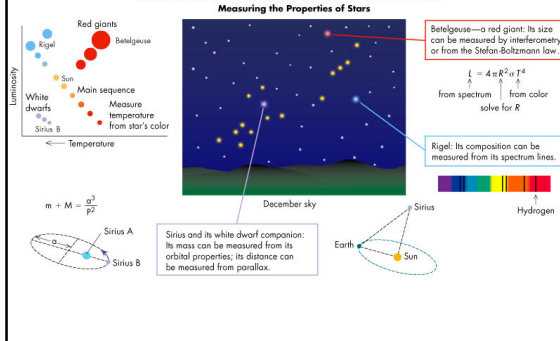 Measuring the Properties of Stars
Red giants
Rigel
Betelgeuse
Luminosity
Sun
Main sequence
White
dwarfs
Measure
temperature
from star's color
Sirius B
← Temperature
December sky
Betelgeuse—a red giant: Its size
can be measured by interferometry
or from the Stefan-Boltzmann law.
L = 4πR²σT⁴
from spectrum from color
solve for R
Rigel: Its composition can be
measured from its spectrum lines.
Hydrogen
m + M = a³/P²
Sirius A
a
Sirius B
Sirius and its white dwarf companion:
Its mass can be measured from its
orbital properties; its distance can
be measured from parallax.
Sirius
Earth
Sun